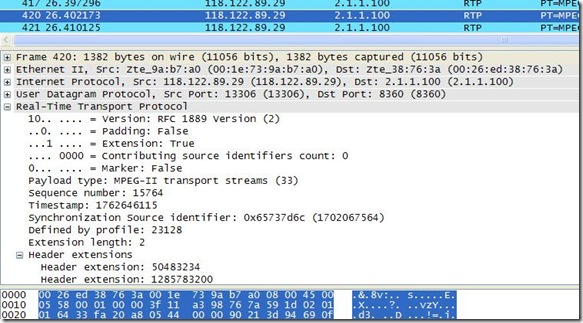 417 26.397296 118.122.89.29 2.1.1.100 RTP PT=MPE
420 26.402173 118.122.89.29 2.1.1.100 RTP PT=MPE
421 26.410125 118.122.89.29 2.1.1.100 RTP PT=MPE
Frame 420: 1382 bytes on wire (11056 bits), 1382 bytes captured (11056 bits)
Ethernet II, Src: Zte_9a:b7:a0 (00:1e:73:9a:b7:a0), Dst: Zte_38:76:3a (00:26:ed:38:76:3a)
Internet Protocol, Src: 118.122.89.29 (118.122.89.29), Dst: 2.1.1.100 (2.1.1.100)
User Datagram Protocol, Src Port: 13306 (13306), Dst Port: 8360 (8360)
Real-Time Transport Protocol
10.. .... = Version: RFC 1889 Version (2)
..0. .... = Padding: False
...1 .... = Extension: True
.... 0000 = Contributing source identifiers count: 0
0... .... = Marker: False
Payload type: MPEG-II transport streams (33)
Sequence number: 15764
Timestamp: 1762646115
Synchronization Source identifier: 0x65737d6c (1702067564)
Defined by profile: 23128
Extension length: 2
Header extensions
Header extension: 50483234
Header extension: 1285783200
0000 00 26 ed 38 76 3a 00 1e 73 9a b7 a0 08 00 45 00 .&.8v:.. s.....E.
0010 05 58 00 01 00 00 3f 11 a3 98 76 7a 59 1d 02 01 .X....?. ..vzY...
0020 01 64 33 fa 20 a8 05 44 00 00 90 21 3d 94 69 0f .d3. ..D ...!=.i.